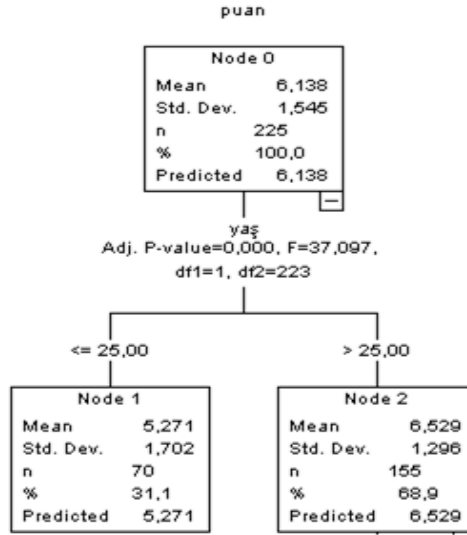 puan
Node 0
Mean 6,138
Std. Dev. 1,545
n 225
% 100,0
Predicted 6,138
yaş
Adj. P-value=0,000, F=37,097,
df1=1, df2=223
<= 25,00
> 25,00
Node 1
Mean 5,271
Std. Dev. 1,702
n 70
% 31,1
Predicted 5,271
Node 2
Mean 6,529
Std. Dev. 1,296
n 155
% 68,9
Predicted 6,529